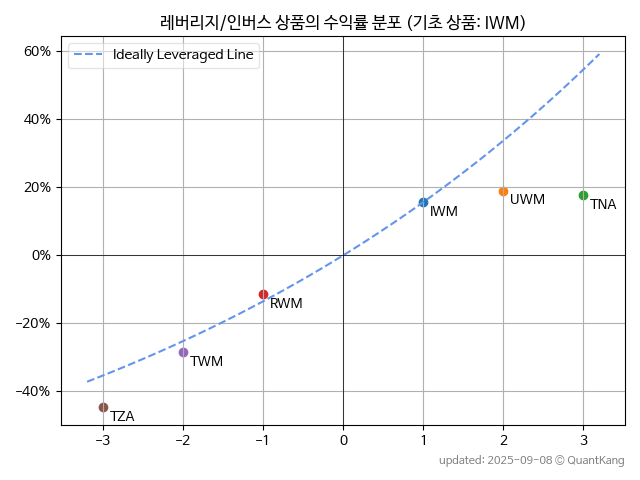 레버리지/인버스 상품의 수익률 분포 (기초 상품: IWM)
Ideally Leveraged Line
60%
40%
20%
0%
−20%
−40%
IWM
UWM
TNA
RWM
TWM
TZA
−3
−2
−1
0
1
2
3
updated: 2025-09-08 © QuantKang